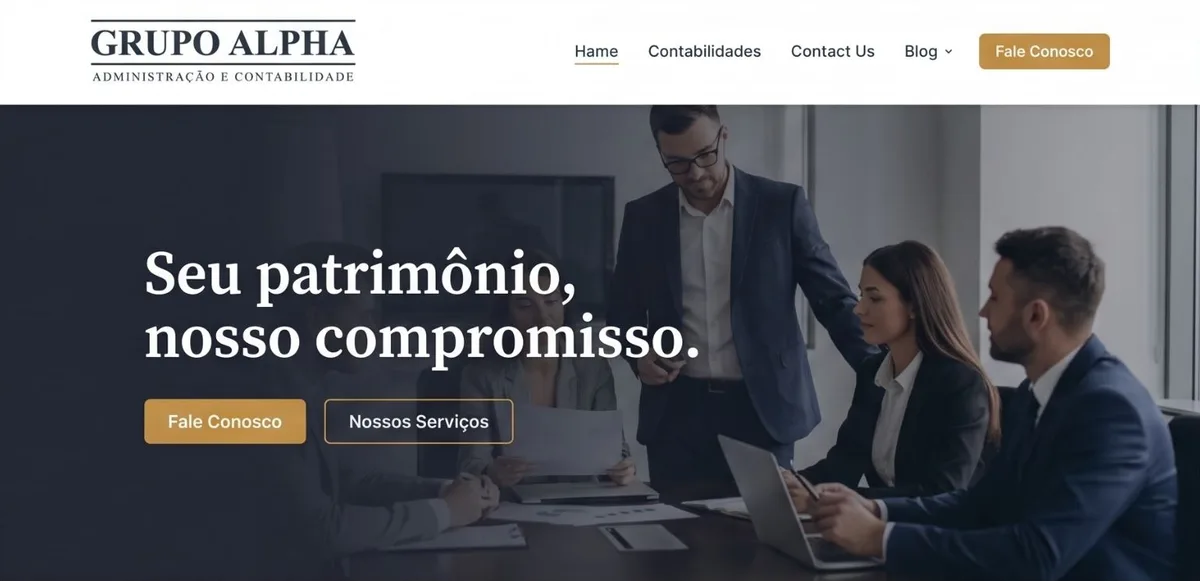 GRUPO ALPHA
ADMINISTRAÇÃO E CONTABILIDADE
Hame Contabilidades Contact Us Blog Fale Conosco
Seu patrimônio,
nosso compromisso.
Fale Conosco Nossos Serviços